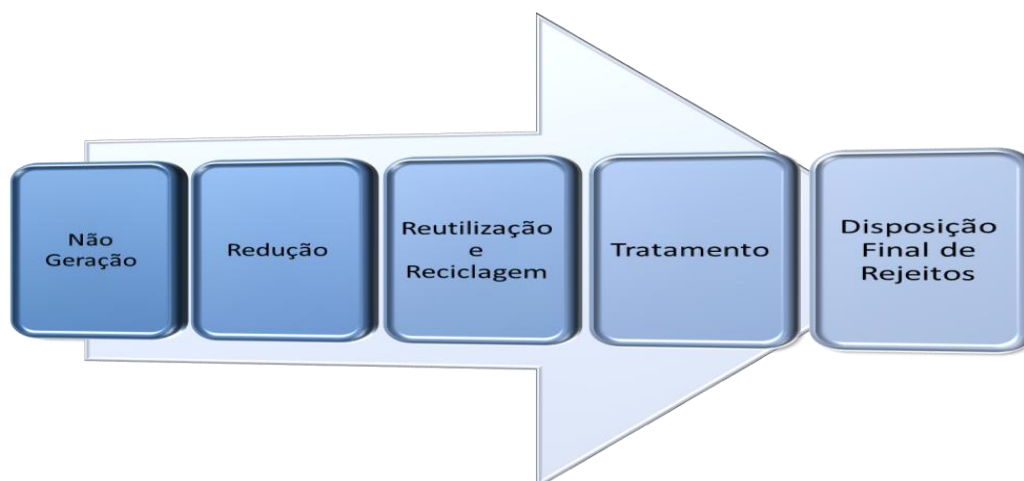 Não
Geração
Redução
Reutilização
e
Reciclagem
Tratamento
Disposição
Final de
Rejeitos